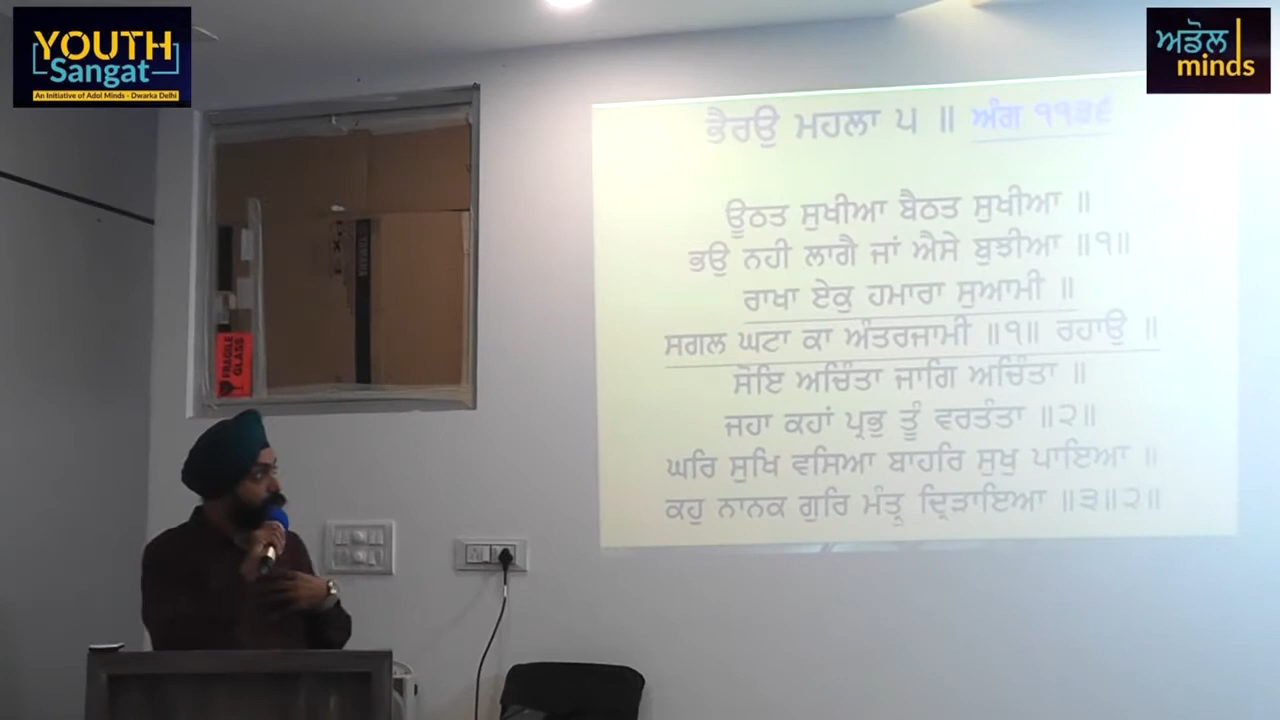 YOUTH
Sangat
An Initiative of Adol Minds - Dwarka Delhi
ਅਡੋਲ
minds
ਭੈਰਉ ਮਹਲਾ ੫ ॥ ਅੰਗ ੧੧੩੬
ਊਠਤ ਸੁਖੀਆ ਬੈਠਤ ਸੁਖੀਆ ॥
ਭਉ ਨਹੀ ਲਾਗੈ ਜਾਂ ਐਸੇ ਬੁਝੀਆ ॥੧॥
ਰਾਖਾ ਏਕੁ ਹਮਾਰਾ ਸੁਆਮੀ ॥
ਸਗਲ ਘਟਾ ਕਾ ਅੰਤਰਜਾਮੀ ॥੧॥ ਰਹਾਉ ॥
ਸੋਇ ਅਚਿੰਤਾ ਜਾਗਿ ਅਚਿੰਤਾ ॥
ਜਹਾ ਕਹਾਂ ਪ੍ਰਭੁ ਤੂੰ ਵਰਤੰਤਾ ॥੨॥
ਘਰਿ ਸੁਖਿ ਵਸਿਆ ਬਾਹਰਿ ਸੁਖੁ ਪਾਇਆ ॥
ਕਹੁ ਨਾਨਕ ਗੁਰਿ ਮੰਤ੍ਰੁ ਦ੍ਰਿੜਾਇਆ ॥੩॥੨॥
FRAGILE
GLASS